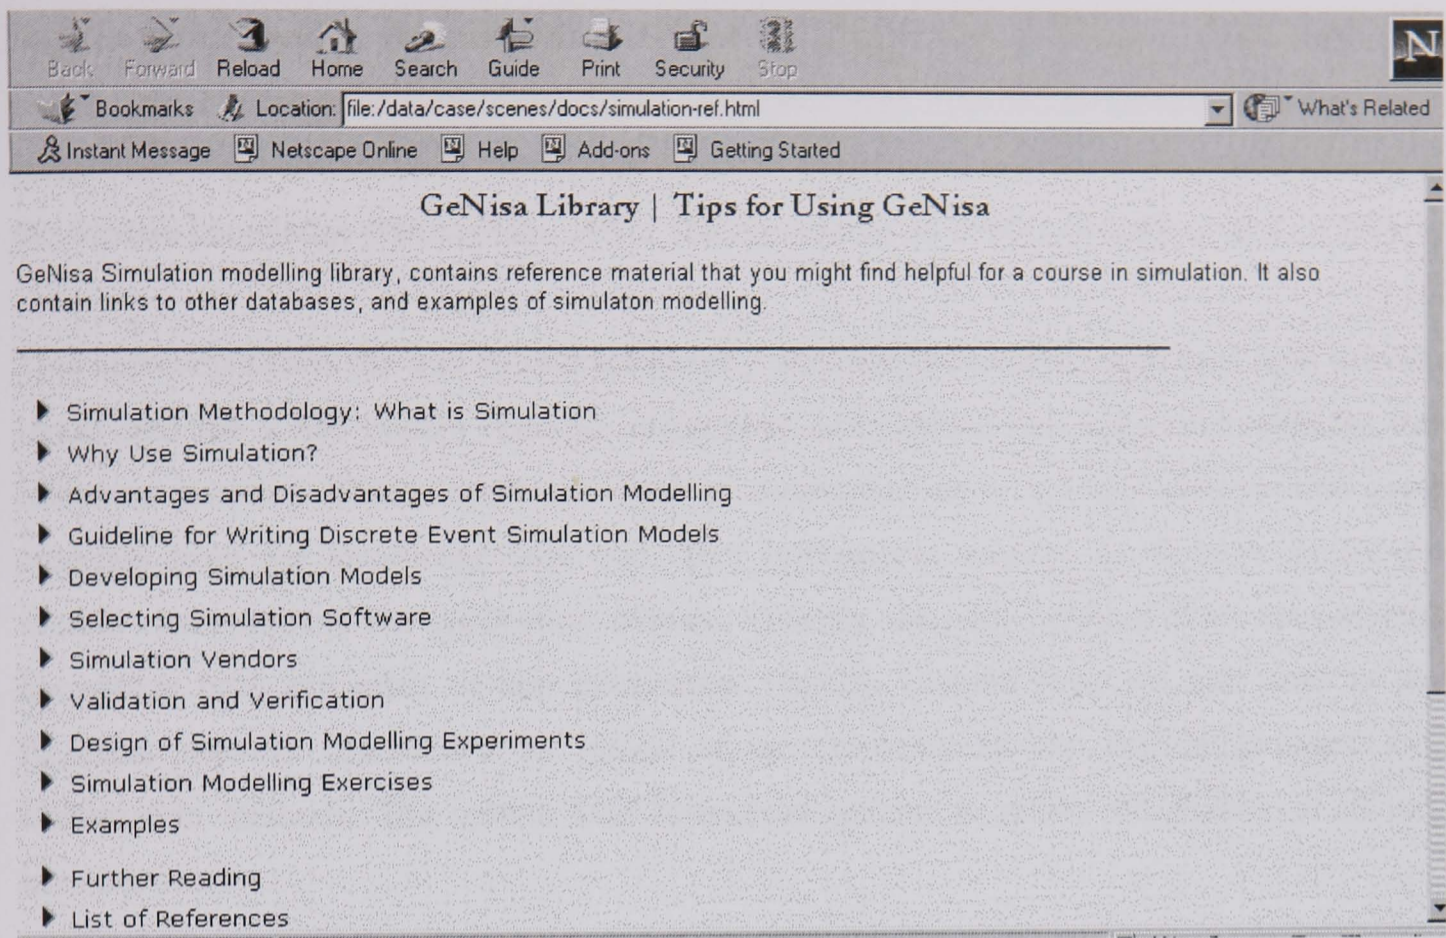 Back Forward Reload Home Search Guide Print Security Stop
N
Bookmarks Location: file:/data/case/scenes/docs/simulation-ref.html What's Related
Instant Message Netscape Online Help Add-ons Getting Started
GeNisa Library | Tips for Using GeNisa
GeNisa Simulation modelling library, contains reference material that you might find helpful for a course in simulation. It also
contain links to other databases, and examples of simulaton modelling.
Simulation Methodology: What is Simulation
Why Use Simulation?
Advantages and Disadvantages of Simulation Modelling
Guideline for Writing Discrete Event Simulation Models
Developing Simulation Models
Selecting Simulation Software
Simulation Vendors
Validation and Verification
Design of Simulation Modelling Experiments
Simulation Modelling Exercises
Examples
Further Reading
List of References